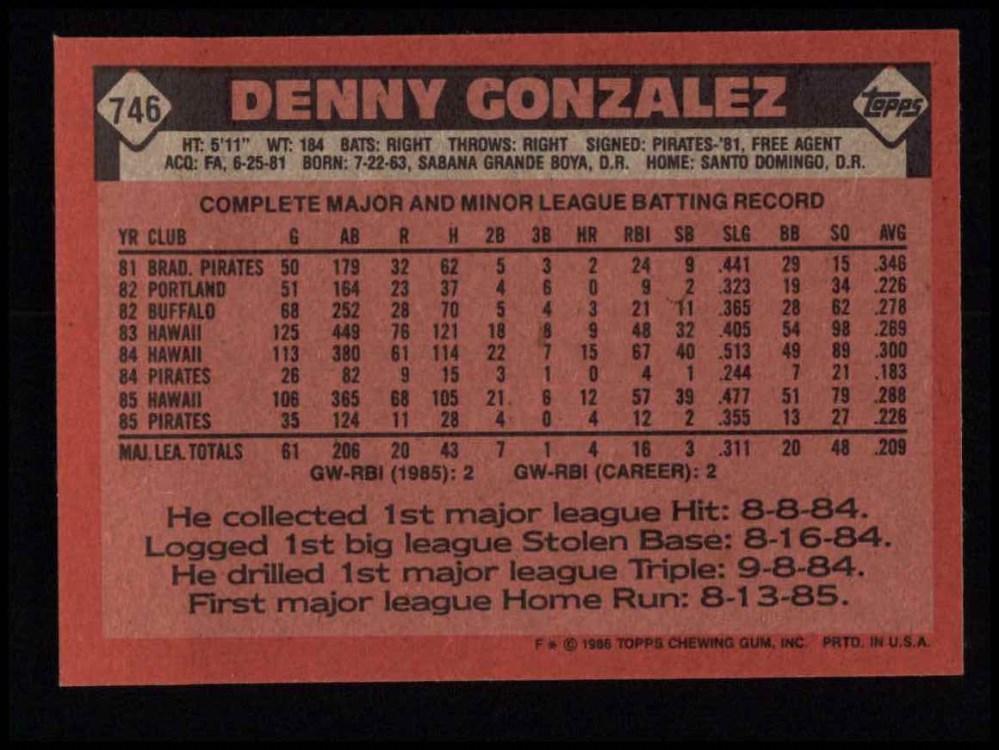 746 DENNY GONZALEZ Topps
HT: 5'11" WT: 184 BATS: RIGHT THROWS: RIGHT SIGNED: PIRATES-'81, FREE AGENT
ACQ: FA, 6-25-81 BORN: 7-22-63, SABANA GRANDE BOYA, D.R. HOME: SANTO DOMINGO, D.R.
COMPLETE MAJOR AND MINOR LEAGUE BATTING RECORD
YR CLUB G AB R H 2B 3B HR RBI SB SLG BB SO AVG
81 BRAD. PIRATES 50 179 32 62 5 3 2 24 9 .441 29 15 .346
82 PORTLAND 51 164 23 37 4 6 0 9 2 .323 19 34 .226
82 BUFFALO 68 252 28 70 5 4 3 21 11 .365 28 62 .278
83 HAWAII 125 449 76 121 18 8 9 48 32 .405 54 98 .269
84 HAWAII 113 380 61 114 22 7 15 67 40 .513 49 89 .300
84 PIRATES 26 82 9 15 3 1 0 4 1 .244 7 21 .183
85 HAWAII 106 365 68 105 21 6 12 57 39 .477 51 79 .288
85 PIRATES 35 124 11 28 4 0 4 12 2 .355 13 27 .226
MAJ. LEA. TOTALS 61 206 20 43 7 1 4 16 3 .311 20 48 .209
GW-RBI (1985): 2 GW-RBI (CAREER): 2
He collected 1st major league Hit: 8-8-84.
Logged 1st big league Stolen Base: 8-16-84.
He drilled 1st major league Triple: 9-8-84.
First major league Home Run: 8-13-85.
F * © 1986 TOPPS CHEWING GUM, INC. PRTD. IN U.S.A.